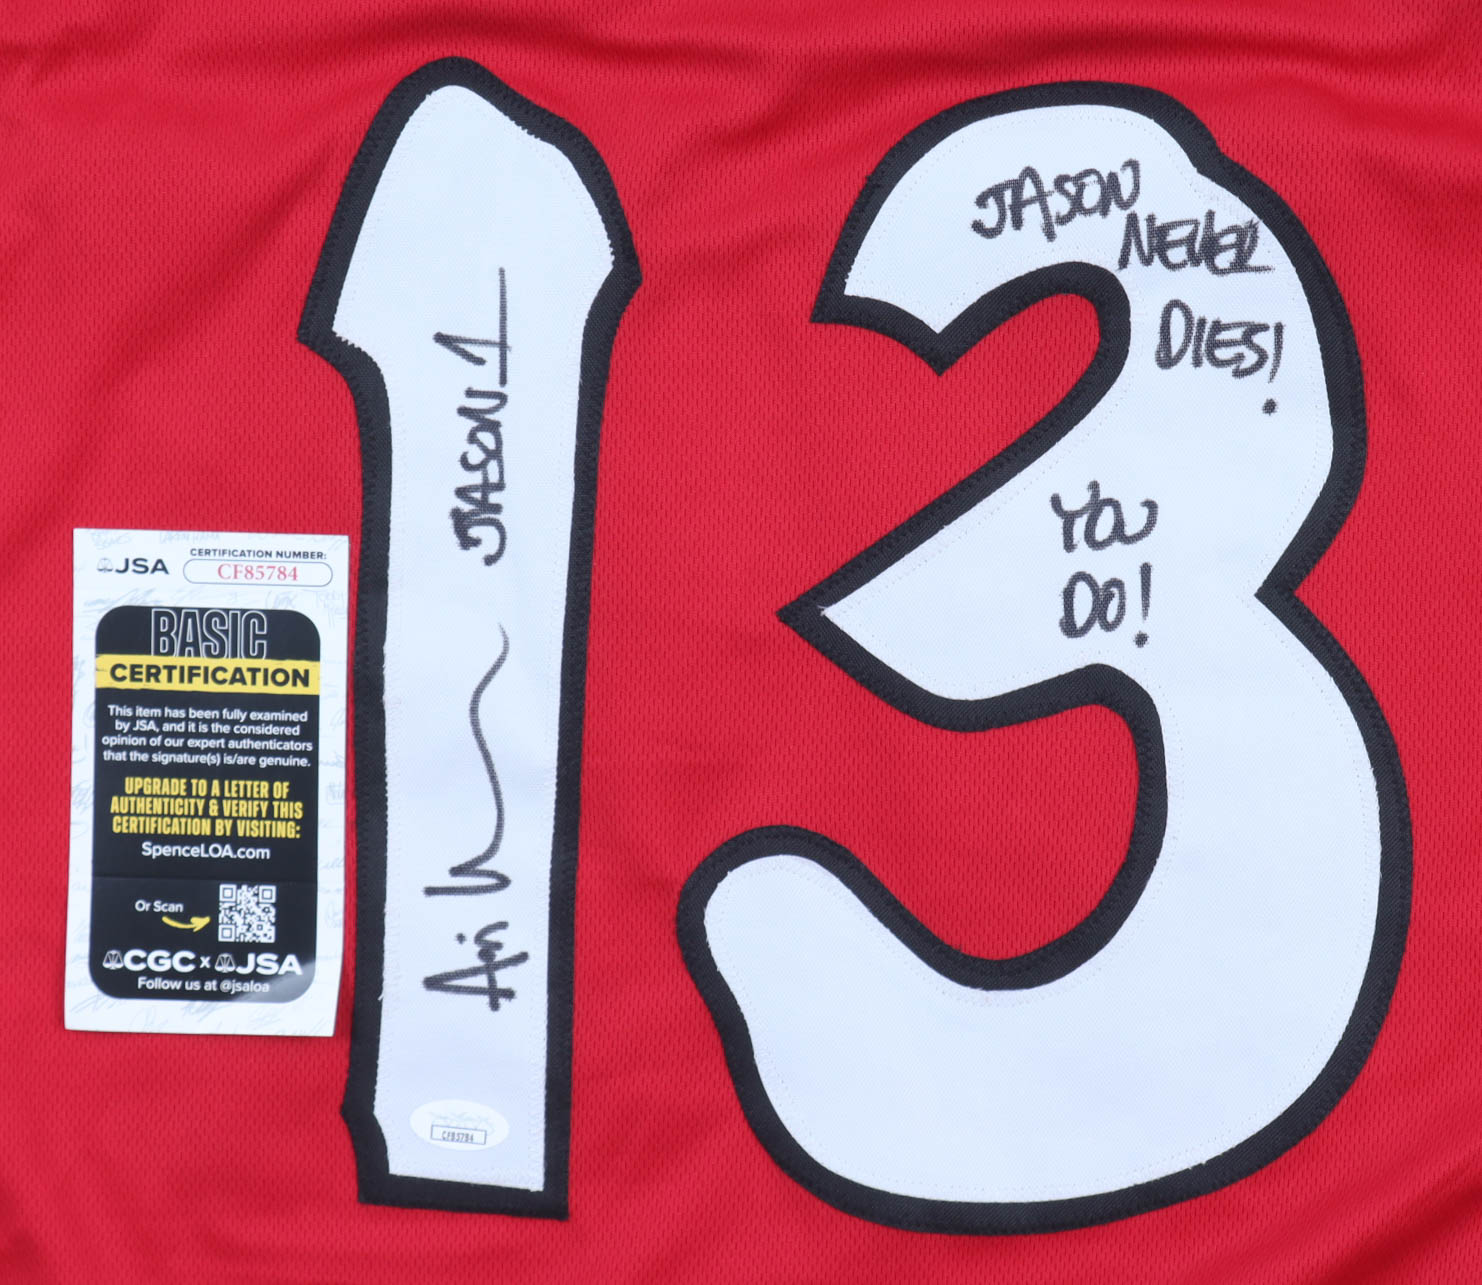 13
JASON
NEVER
DIES!
YOU
DO!
Ari
JASON 1
JSA
CERTIFICATION NUMBER:
CF85784
BASIC
CERTIFICATION
This item has been fully examined
by JSA, and it is the considered
opinion of our expert authenticators
that the signature(s) is/are genuine.
UPGRADE TO A LETTER OF
AUTHENTICITY & VERIFY THIS
CERTIFICATION BY VISITING:
SpenceLOA.com
Or Scan
CGC x JSA
Follow us at @jsaloa
CF85784